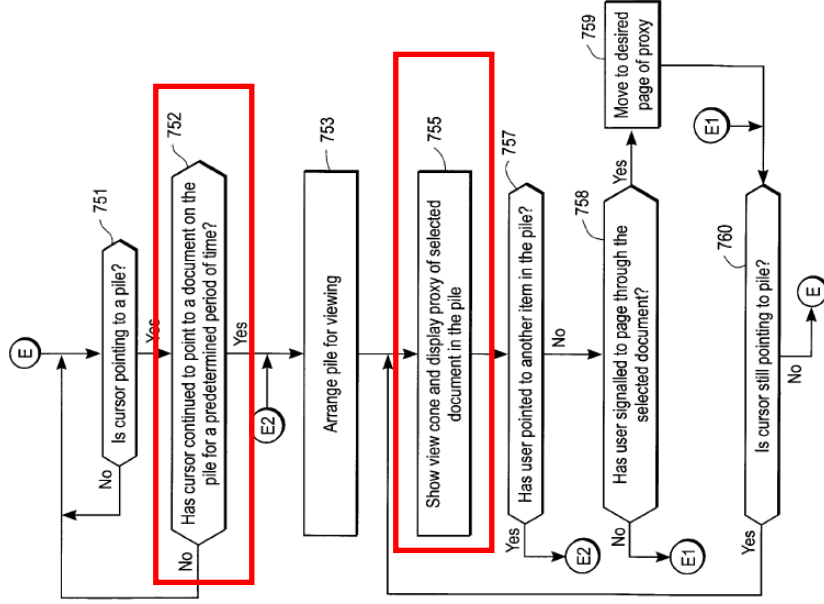 E
751
Is cursor pointing to a pile?
No
Yes
752
Has cursor continued to point to a document on the
pile for a predetermined period of time?
No
Yes
E2
753
Arrange pile for viewing
755
Show view cone and display proxy of selected
document in the pile
757
Has user pointed to another item in the pile?
Yes
E2
No
758
Has user signalled to page through the
selected document?
No
E1
Yes
759
Move to desired
page of proxy
E1
760
Is cursor still pointing to pile?
Yes
No
E